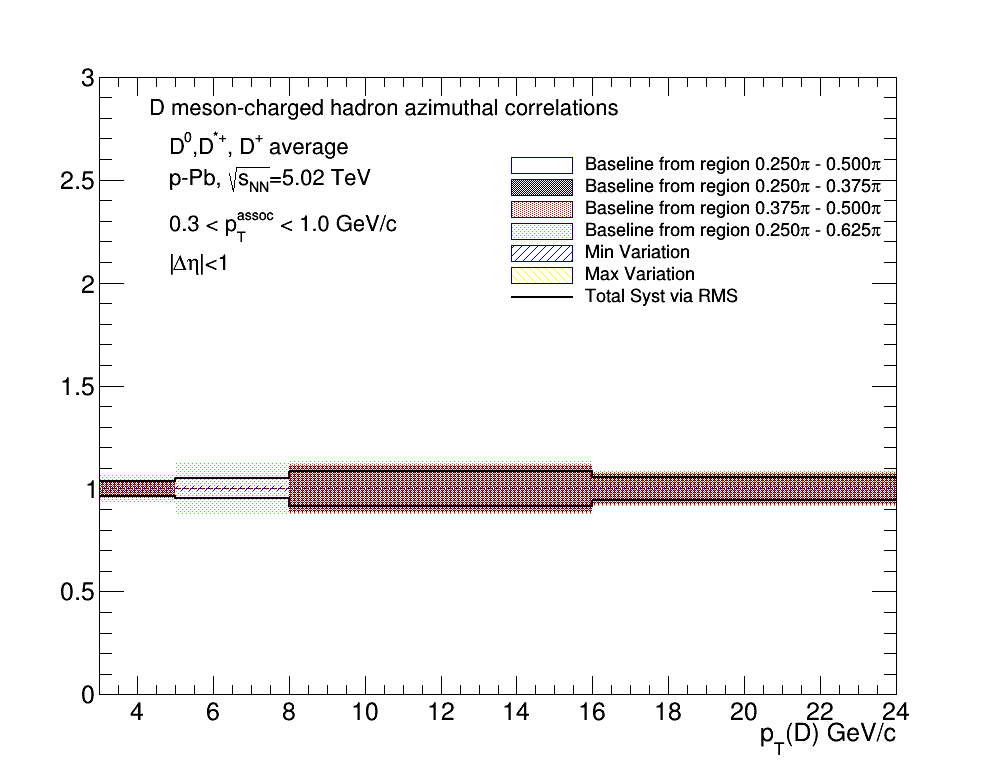 3
D meson-charged hadron azimuthal correlations
D⁰,D*⁺, D⁺ average
p-Pb, √s_NN=5.02 TeV
0.3 < p_T^assoc < 1.0 GeV/c
|Δη|<1
Baseline from region 0.250π - 0.500π
Baseline from region 0.250π - 0.375π
Baseline from region 0.375π - 0.500π
Baseline from region 0.250π - 0.625π
Min Variation
Max Variation
Total Syst via RMS
2.5
2
1.5
1
0.5
0
4 6 8 10 12 14 16 18 20 22 24
p_T(D) GeV/c